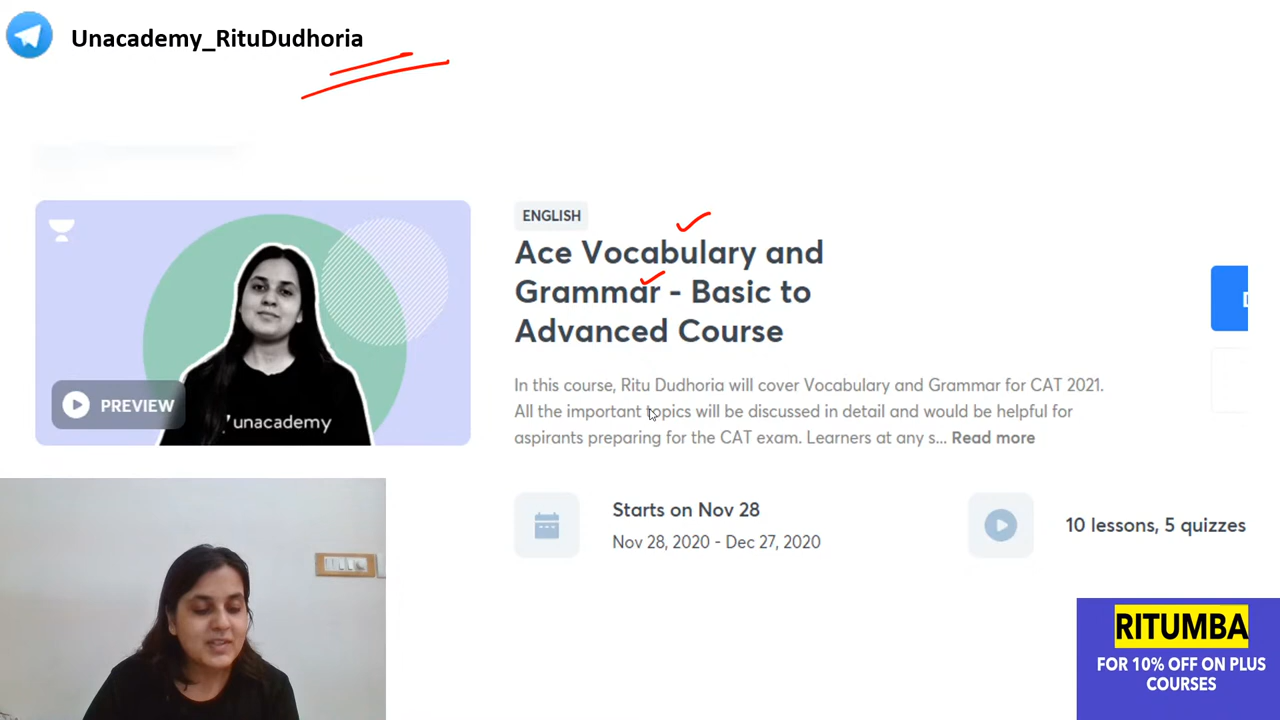 Unacademy_RituDudhoria
ENGLISH
Ace Vocabulary and
Grammar - Basic to
Advanced Course
PREVIEW
unacademy
In this course, Ritu Dudhoria will cover Vocabulary and Grammar for CAT 2021.
All the important topics will be discussed in detail and would be helpful for
aspirants preparing for the CAT exam. Learners at any s... Read more
Starts on Nov 28
Nov 28, 2020 - Dec 27, 2020
10 lessons, 5 quizzes
RITUMBA
FOR 10% OFF ON PLUS
COURSES